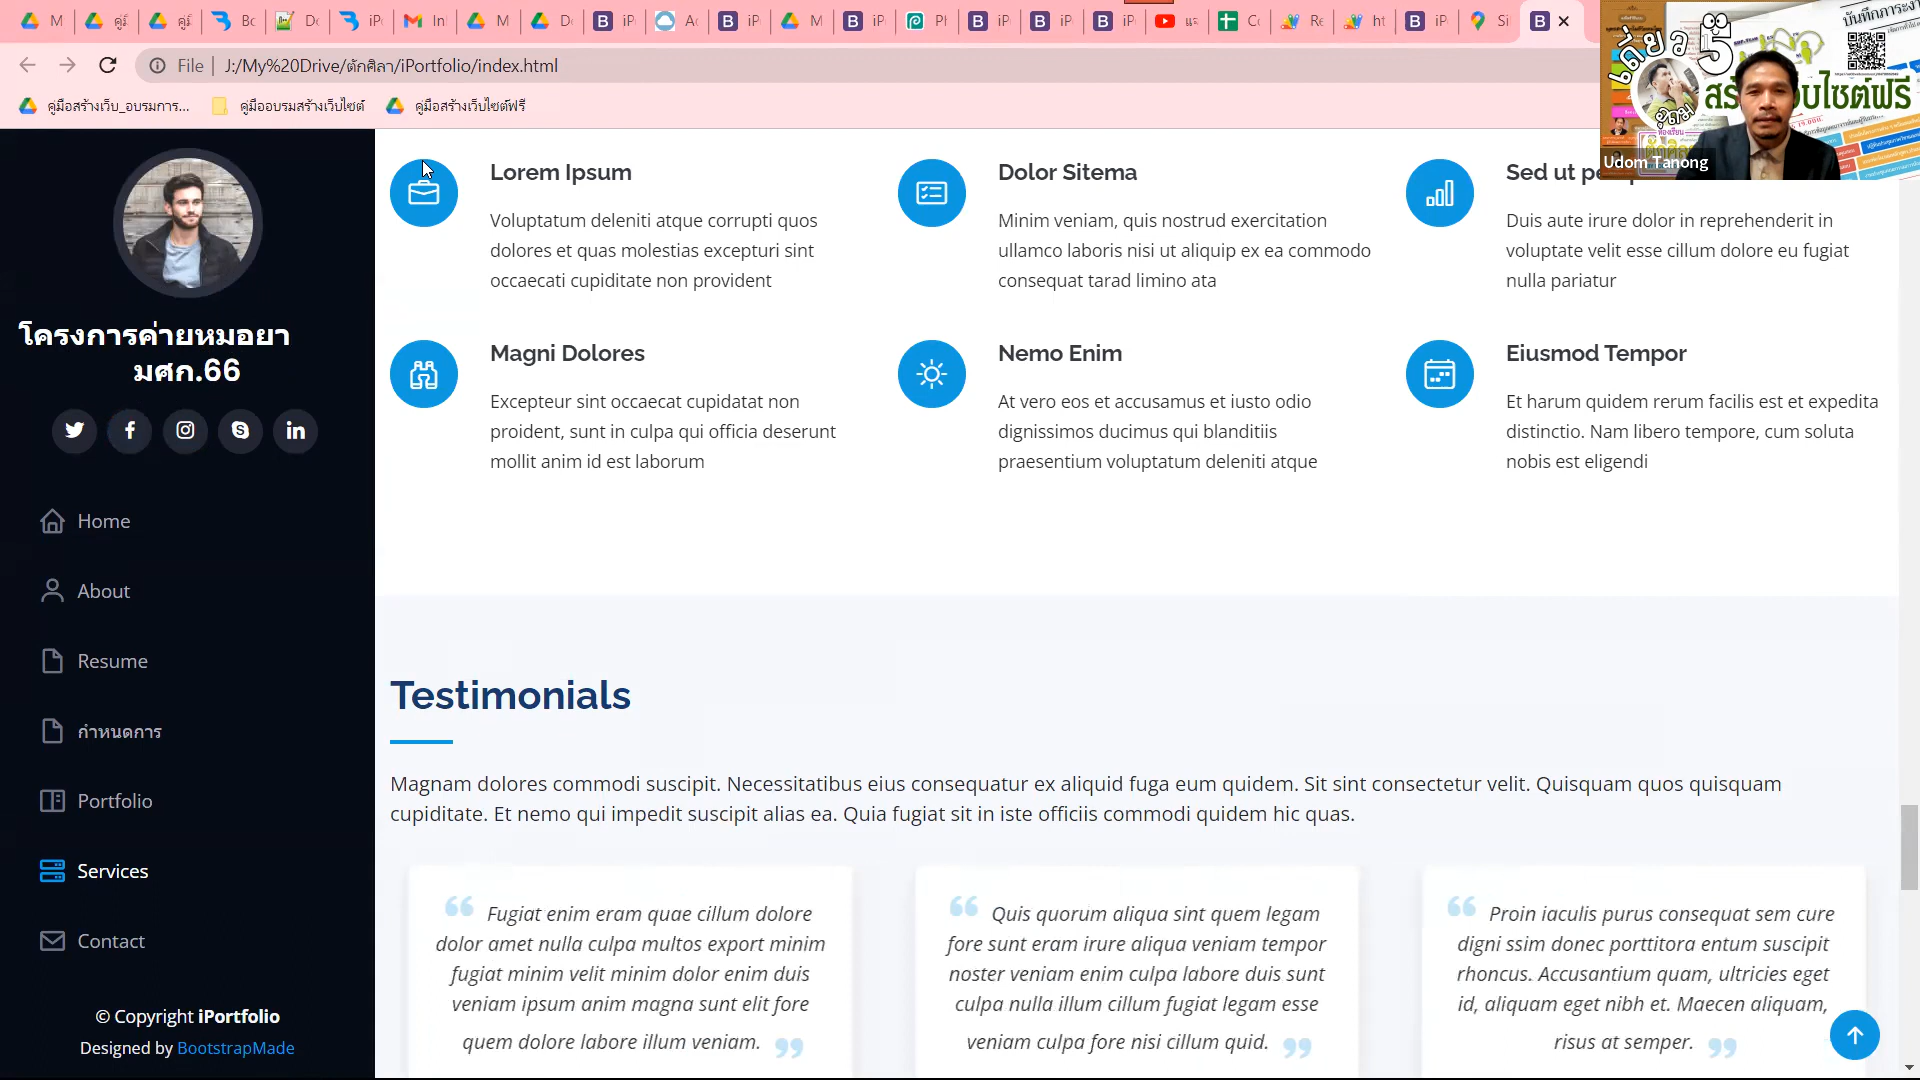 File
J:/My%20Drive/ตักศิลา/iPortfolio/index.html
คู่มือสร้างเว็บ_อบรมการ...
คู่มืออบรมสร้างเว็บไซต์
คู่มือสร้างเว็บไซต์ฟรี
บันทึกภาระงา
เดี่ยว 5
ยูถม
Udom Tanong
โครงการค่ายหมอยา
มศก.66
Home
About
Resume
กำหนดการ
Portfolio
Services
Contact
© Copyright iPortfolio
Designed by BootstrapMade
Lorem Ipsum
Voluptatum deleniti atque corrupti quos
dolores et quas molestias excepturi sint
occaecati cupiditate non provident
Dolor Sitema
Minim veniam, quis nostrud exercitation
ullamco laboris nisi ut aliquip ex ea commodo
consequat tarad limino ata
Sed ut pe
Duis aute irure dolor in reprehenderit in
voluptate velit esse cillum dolore eu fugiat
nulla pariatur
Magni Dolores
Excepteur sint occaecat cupidatat non
proident, sunt in culpa qui officia deserunt
mollit anim id est laborum
Nemo Enim
At vero eos et accusamus et iusto odio
dignissimos ducimus qui blanditiis
praesentium voluptatum deleniti atque
Eiusmod Tempor
Et harum quidem rerum facilis est et expedita
distinctio. Nam libero tempore, cum soluta
nobis est eligendi
Testimonials
Magnam dolores commodi suscipit. Necessitatibus eius consequatur ex aliquid fuga eum quidem. Sit sint consectetur velit. Quisquam quos quisquam
cupiditate. Et nemo qui impedit suscipit alias ea. Quia fugiat sit in iste officiis commodi quidem hic quas.
Fugiat enim eram quae cillum dolore
dolor amet nulla culpa multos export minim
fugiat minim velit minim dolor enim duis
veniam ipsum anim magna sunt elit fore
quem dolore labore illum veniam.
Quis quorum aliqua sint quem legam
fore sunt eram irure aliqua veniam tempor
noster veniam enim culpa labore duis sunt
culpa nulla illum cillum fugiat legam esse
veniam culpa fore nisi cillum quid.
Proin iaculis purus consequat sem cure
digni ssim donec porttitora entum suscipit
rhoncus. Accusantium quam, ultricies eget
id, aliquam eget nibh et. Maecen aliquam,
risus at semper.